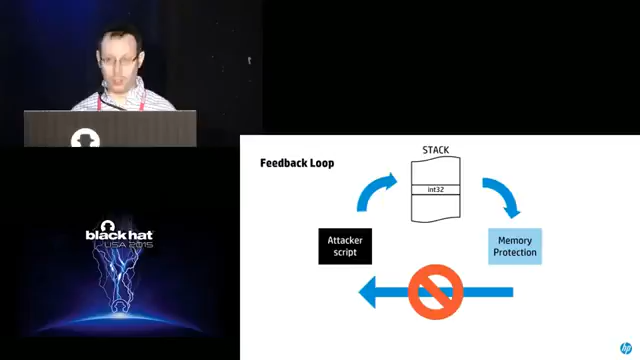 Feedback Loop
STACK
int32
Attacker
script
Memory
Protection
black hat
USA 2015
hp